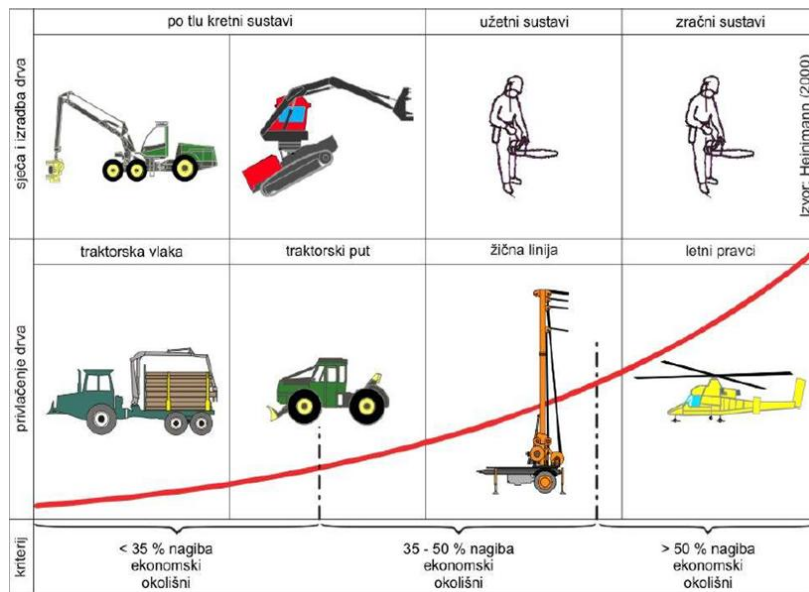 po tlu kretni sustavi
užetni sustavi
zračni sustavi
sječa i izradba drva
Izvor: Heinimann (2000)
traktorska vlaka
traktorski put
žična linija
letni pravci
privlačenje drva
kriterij
< 35 % nagiba
ekonomski
okolišni
35 - 50 % nagiba
ekonomski
okolišni
> 50 % nagiba
ekonomski
okolišni